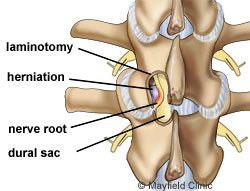 laminotomy
herniation
nerve root
dural sac
© Mayfield Clinic